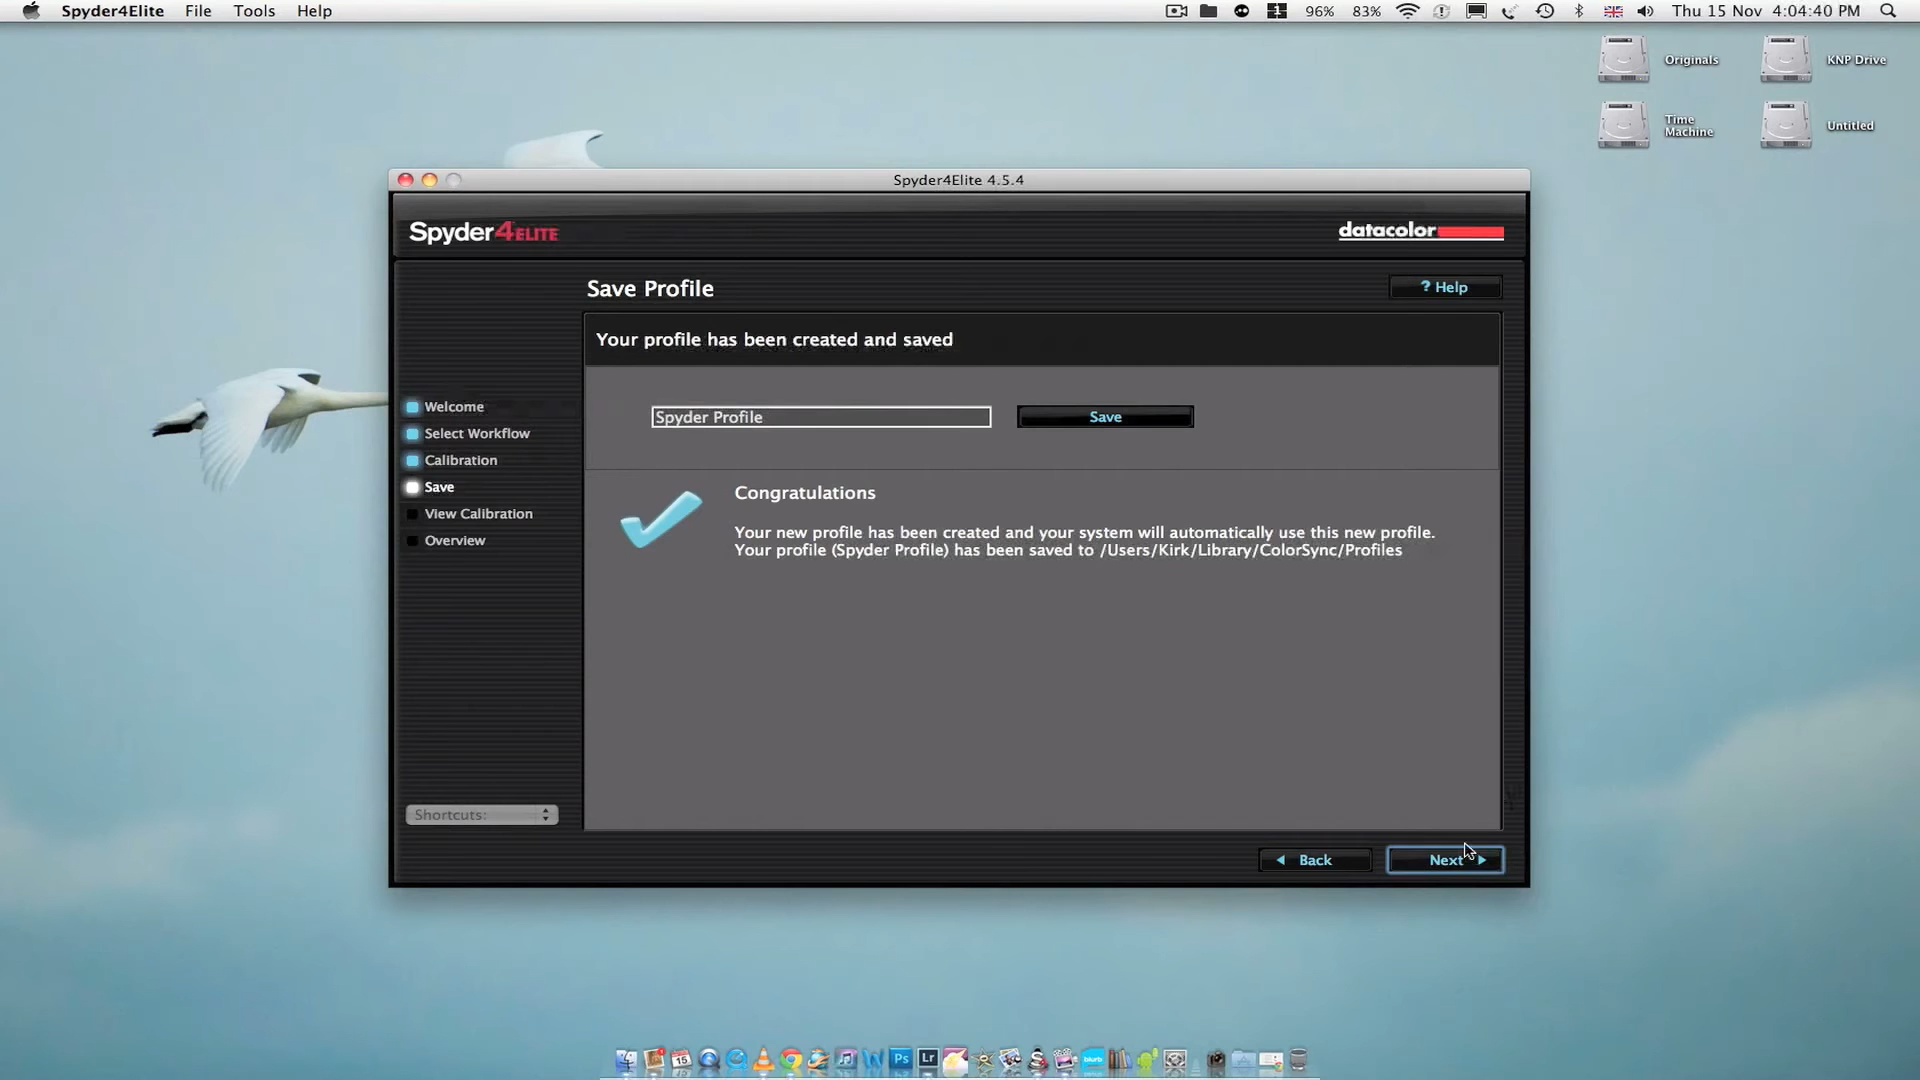 Spyder4Elite File Tools Help 96% 83% Thu 15 Nov 4:04:40 PM
Originals KNP Drive
Time Machine Untitled
Spyder4Elite 4.5.4
Spyder4ELITE datacolor
Save Profile ? Help
Your profile has been created and saved
Spyder Profile Save
Welcome
Select Workflow
Calibration
Save
View Calibration
Overview
Congratulations
Your new profile has been created and your system will automatically use this new profile.
Your profile (Spyder Profile) has been saved to /Users/Kirk/Library/ColorSync/Profiles
Shortcuts:
Back Next
15 W Ps Lr blurb